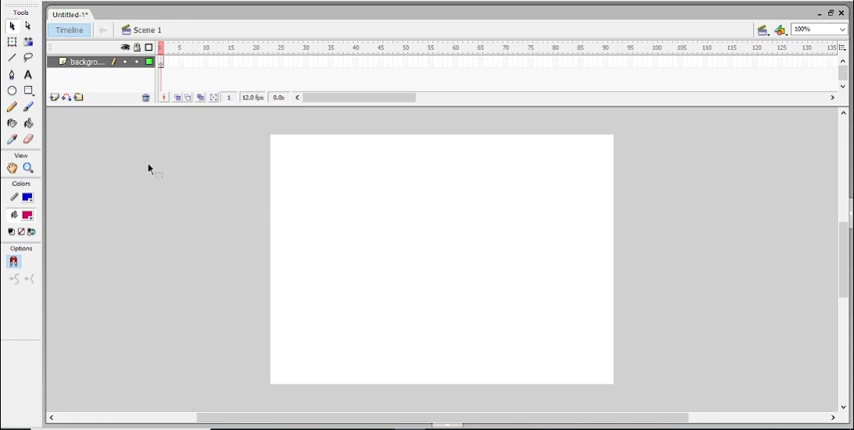 Tools
Untitled-1*
Timeline
Scene 1
100%
1 5 10 15 20 25 30 35 40 45 50 55 60 65 70 75 80 85 90 95 100 105 110 115 120 125 130 135
backgro...
1 12.0 fps 0.0s
A
View
Colors
Options